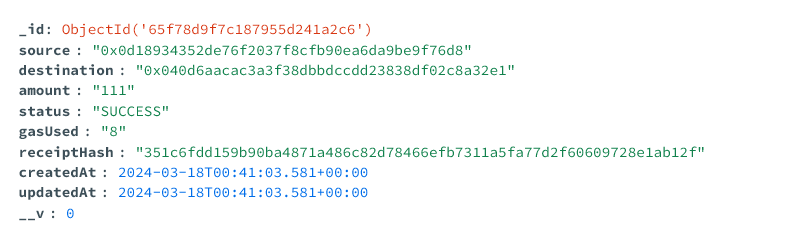 _id: ObjectId('65f78d9f7c187955d241a2c6')
source : "0x0d18934352de76f2037f8cfb90ea6da9be9f76d8"
destination : "0x040d6aacac3a3f38dbbdccdd23838df02c8a32e1"
amount : "111"
status : "SUCCESS"
gasUsed : "8"
receiptHash : "351c6fdd159b90ba4871a486c82d78466efb7311a5fa77d2f60609728e1ab12f"
createdAt : 2024-03-18T00:41:03.581+00:00
updatedAt : 2024-03-18T00:41:03.581+00:00
__v : 0